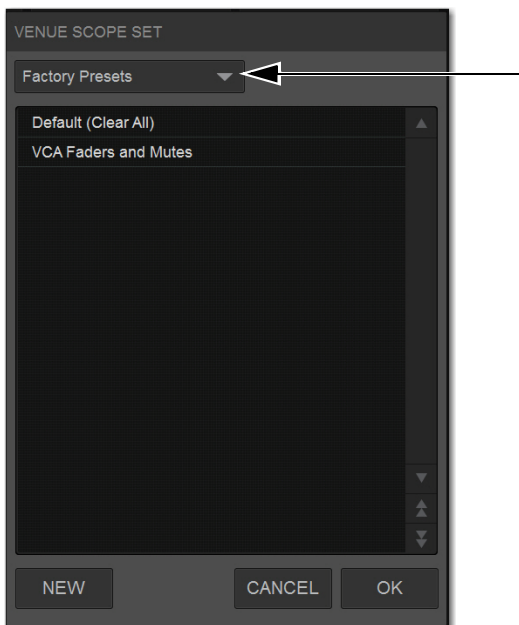 VENUE SCOPE SET
Factory Presets
Default (Clear All)
VCA Faders and Mutes
NEW
CANCEL
OK